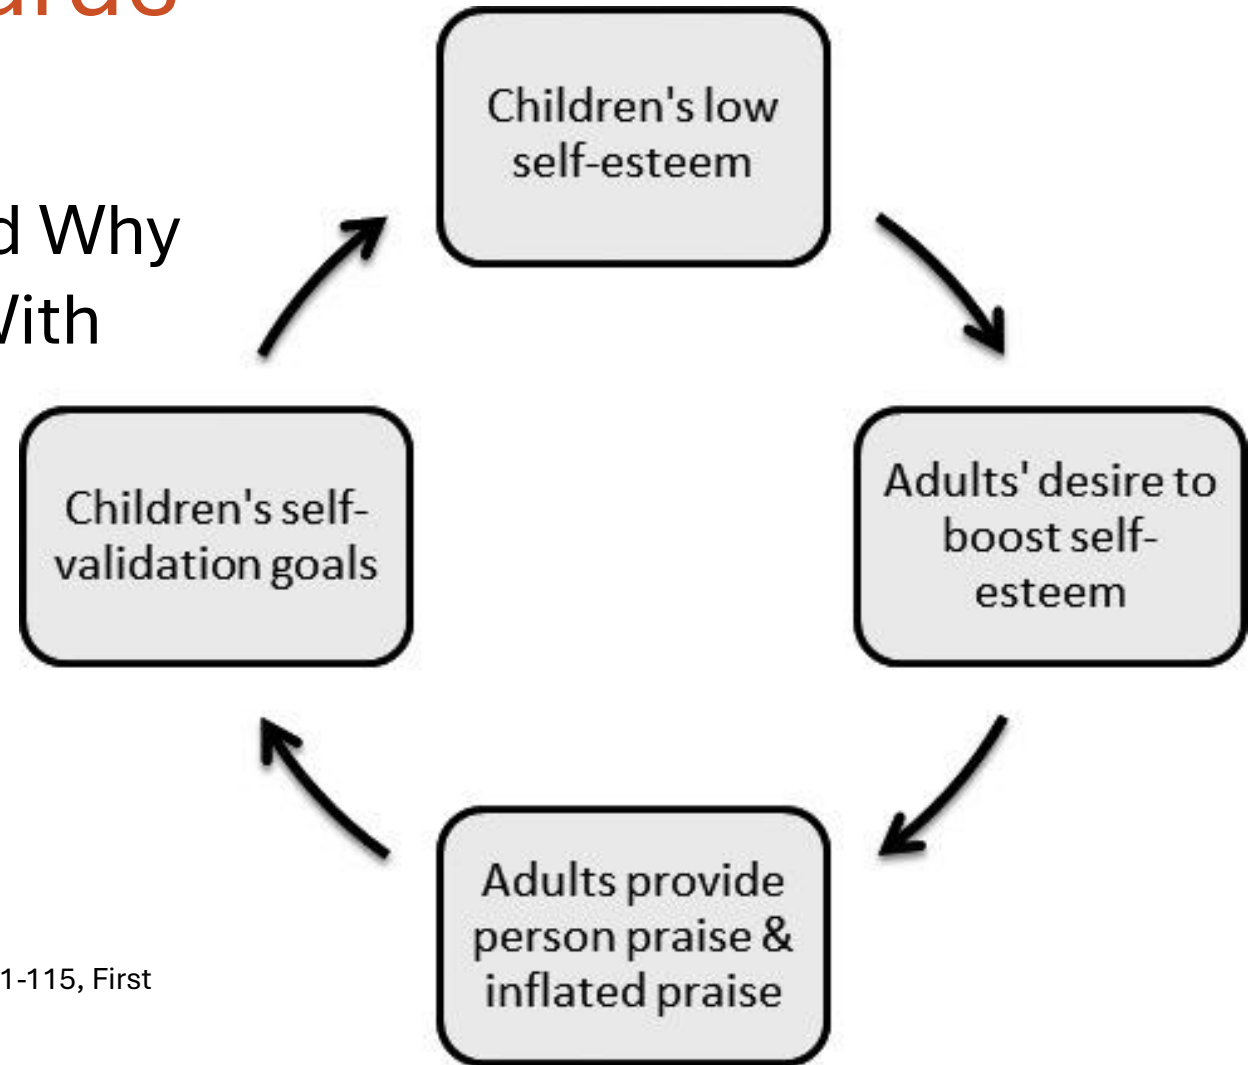 d Why
With
Children's low
self-esteem
Adults' desire to
boost self-
esteem
Adults provide
person praise &
inflated praise
Children's self-
validation goals
1-115, First